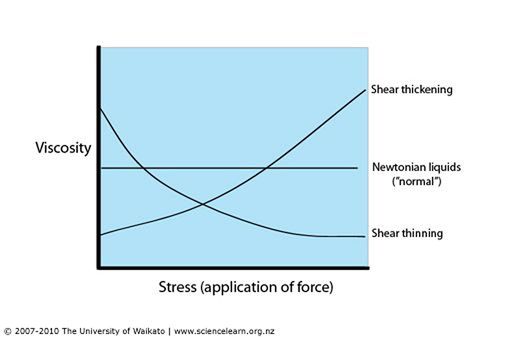 Shear thickening
Viscosity
Newtonian liquids
("normal")
Shear thinning
Stress (application of force)
© 2007-2010 The University of Waikato | www.sciencelearn.org.nz